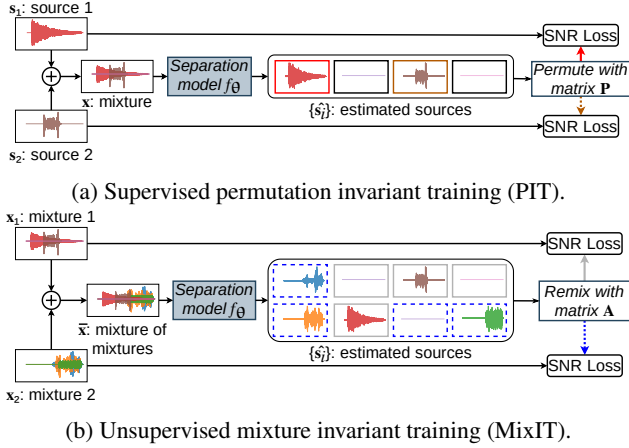 s₁: source 1
SNR Loss
Separation
model fθ
Permute with
matrix P
x: mixture
{ŝᵢ}: estimated sources
SNR Loss
s₂: source 2
(a) Supervised permutation invariant training (PIT).
x₁: mixture 1
SNR Loss
Separation
model fθ
Remix with
matrix A
x̄: mixture of
mixtures
{ŝᵢ}: estimated sources
SNR Loss
x₂: mixture 2
(b) Unsupervised mixture invariant training (MixIT).